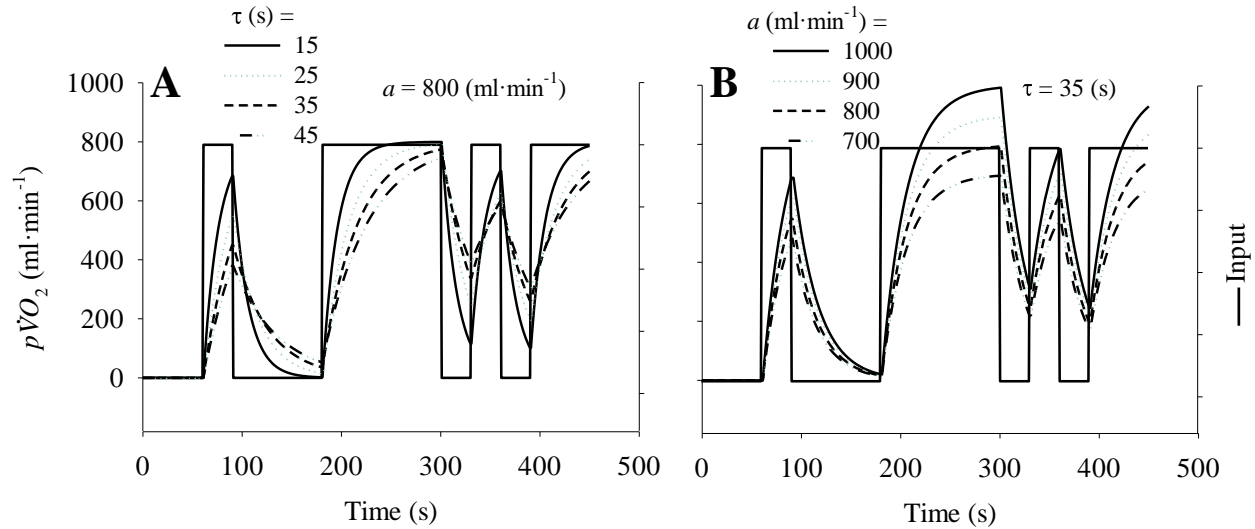 τ (s) =
15
25
35
45
A
a = 800 (ml·min⁻¹)
1000
800
600
400
200
0
pV̇O₂ (ml·min⁻¹)
0 100 200 300 400 500
Time (s)
a (ml·min⁻¹) =
1000
900
800
700
B
τ = 35 (s)
0 100 200 300 400 500
Time (s)
Input